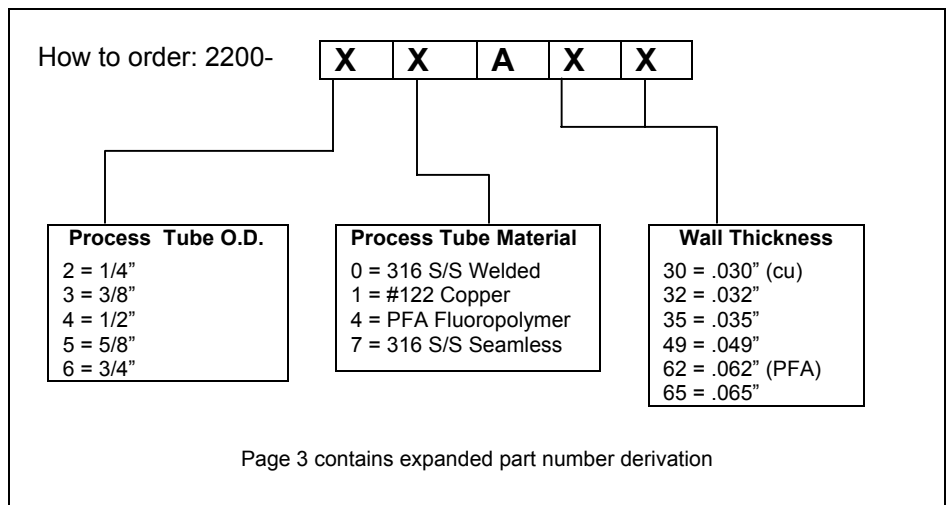 How to order: 2200- X X A X X
Process Tube O.D.
2 = 1/4”
3 = 3/8”
4 = 1/2”
5 = 5/8”
6 = 3/4”
Process Tube Material
0 = 316 S/S Welded
1 = #122 Copper
4 = PFA Fluoropolymer
7 = 316 S/S Seamless
Wall Thickness
30 = .030” (cu)
32 = .032”
35 = .035”
49 = .049”
62 = .062” (PFA)
65 = .065”
Page 3 contains expanded part number derivation